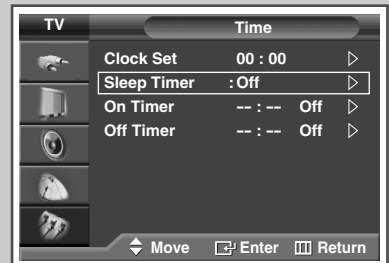 TV
Time
Clock Set 00 : 00
Sleep Timer : Off
On Timer -- : -- Off
Off Timer -- : -- Off
Move Enter Return